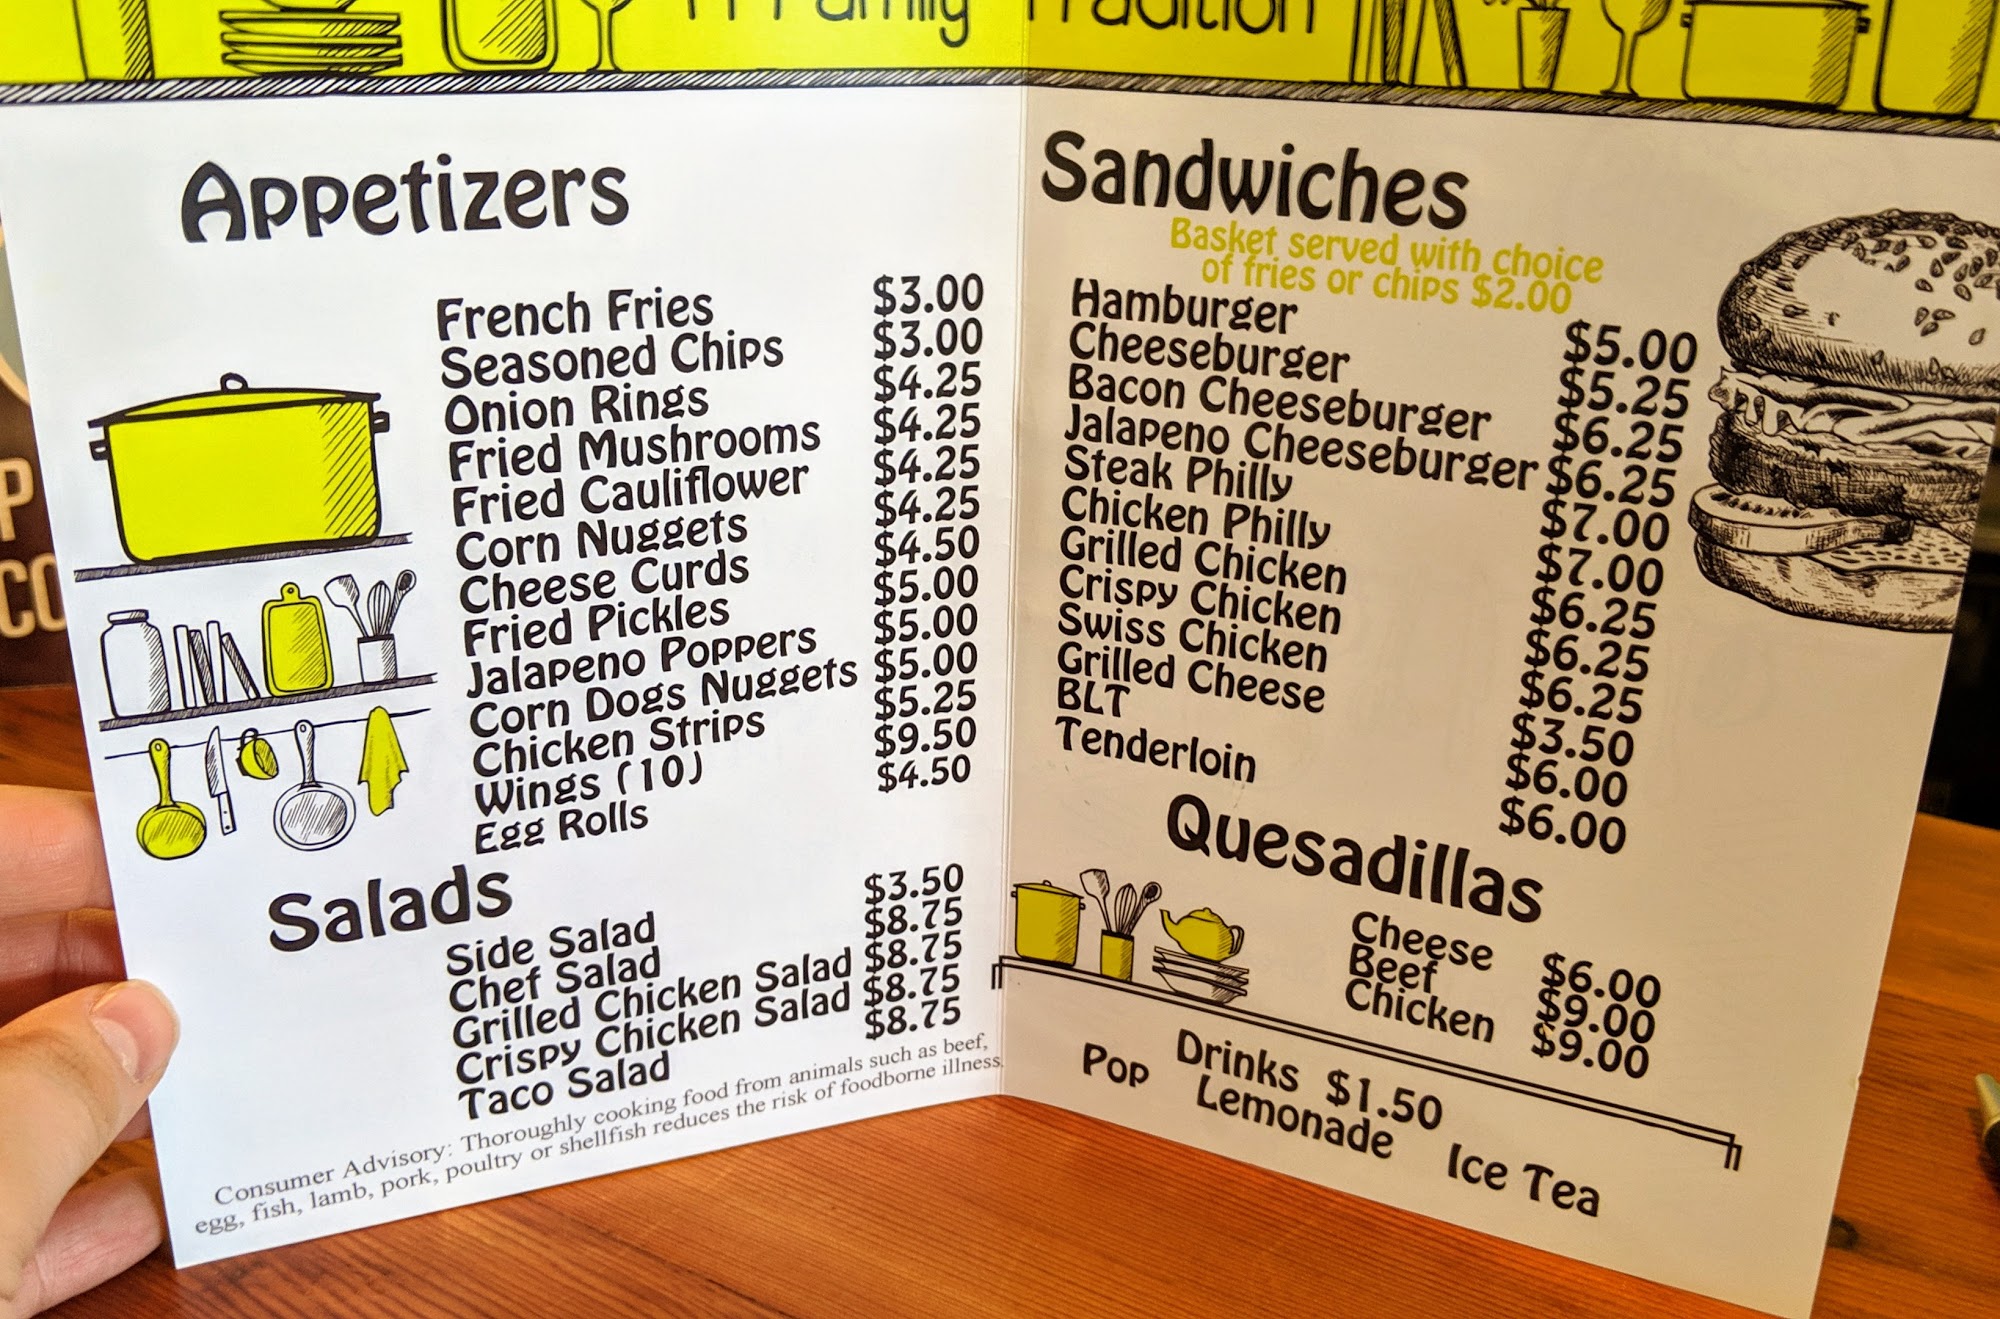 Family Tradition
Appetizers
French Fries $3.00
Seasoned Chips $3.00
Onion Rings $4.25
Fried Mushrooms $4.25
Fried Cauliflower $4.25
Corn Nuggets $4.25
Cheese Curds $4.50
Fried Pickles $5.00
Jalapeno Poppers $5.00
Corn Dogs Nuggets $5.00
Chicken Strips $5.25
Wings (10) $9.50
Egg Rolls $4.50
Salads
Side Salad $3.50
Chef Salad $8.75
Grilled Chicken Salad $8.75
Crispy Chicken Salad $8.75
Taco Salad $8.75
Consumer Advisory: Thoroughly cooking food from animals such as beef,
egg, fish, lamb, pork, poultry or shellfish reduces the risk of foodborne illness.
Sandwiches
Basket served with choice
of fries or chips $2.00
Hamburger $5.00
Cheeseburger $5.25
Bacon Cheeseburger $6.25
Jalapeno Cheeseburger $6.25
Steak Philly $7.00
Chicken Philly $7.00
Grilled Chicken $6.25
Crispy Chicken $6.25
Swiss Chicken $6.25
Grilled Cheese $3.50
BLT $6.00
Tenderloin $6.00
Quesadillas
Cheese $6.00
Beef $9.00
Chicken $9.00
Drinks $1.50
Pop Lemonade Ice Tea